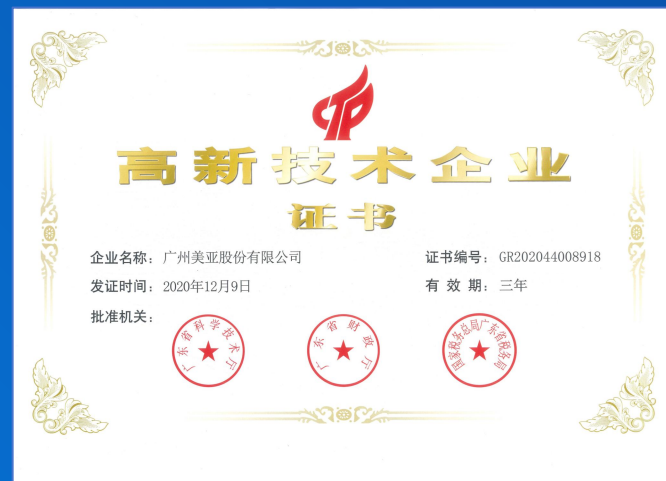 高新技术企业
证书
企业名称：广州美亚股份有限公司
证书编号：GR202044008918
发证时间：2020年12月9日
有 效 期：三年
批准机关：
广东省科学技术厅
广东省财政厅
国家税务总局广东省税务局